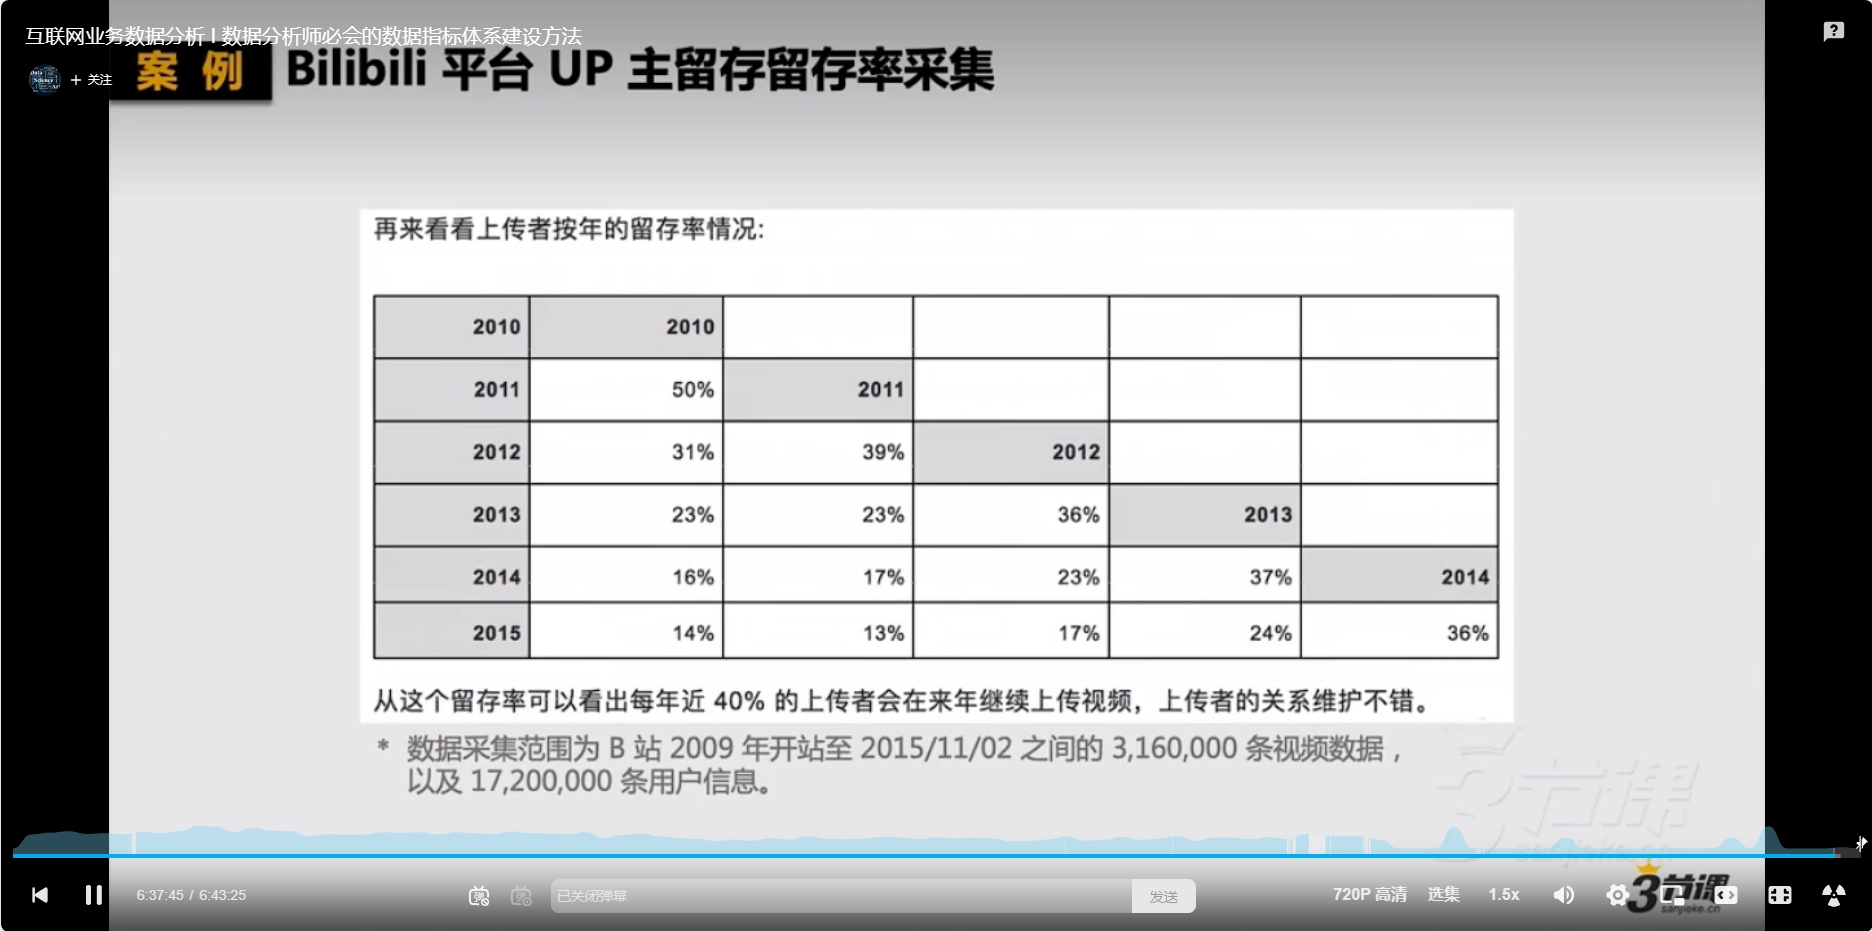 互联网业务数据分析 | 数据分析师必会的数据指标体系建设方法
+ 关注
案 例 Bilibili 平台 UP 主留存留存率采集
再来看看上传者按年的留存率情况:
2010 2010
2011 50% 2011
2012 31% 39% 2012
2013 23% 23% 36% 2013
2014 16% 17% 23% 37% 2014
2015 14% 13% 17% 24% 36%
从这个留存率可以看出每年近 40% 的上传者会在来年继续上传视频，上传者的关系维护不错。
* 数据采集范围为 B 站 2009 年开站至 2015/11/02 之间的 3,160,000 条视频数据，
以及 17,200,000 条用户信息。
3节课
sanjieke.cn
6:37:45 / 6:43:25 已关闭弹幕 发送 720P 高清 选集 1.5x
3节课
sanjieke.cn